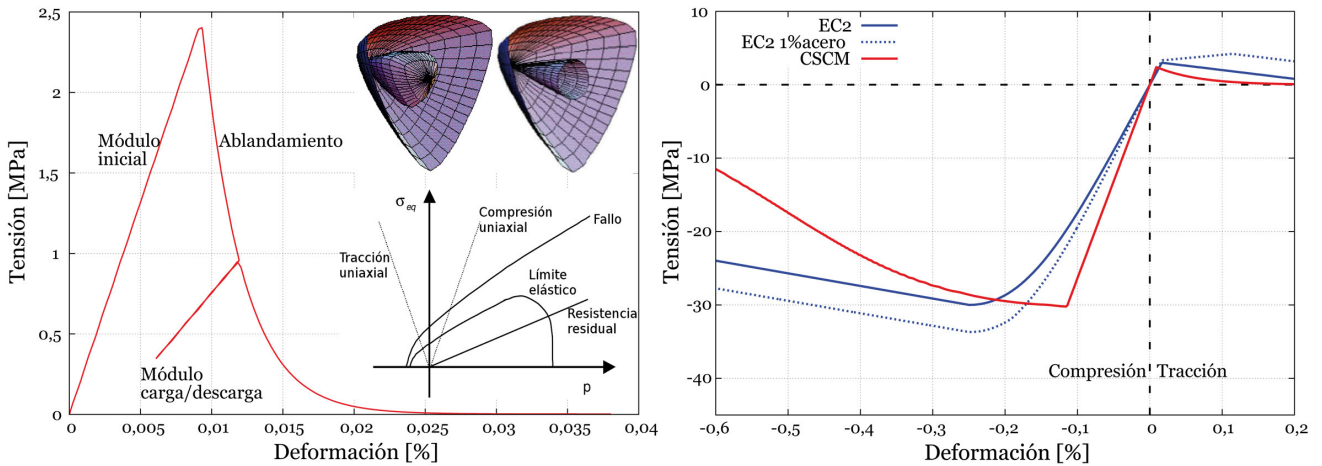 2,5
2
1,5
1
0,5
0
Tensión [MPa]
Módulo
inicial
Ablandamiento
Módulo
carga/descarga
σeq
Compresión
uniaxial
Fallo
Tracción
uniaxial
Límite
elástico
Resistencia
residual
p
0 0,005 0,01 0,015 0,02 0,025 0,03 0,035 0,04
Deformación [%]
10
0
-10
-20
-30
-40
Tensión [MPa]
EC2
EC2 1%acero
CSCM
Compresión Tracción
-0,6 -0,5 -0,4 -0,3 -0,2 -0,1 0 0,1 0,2
Deformación [%]